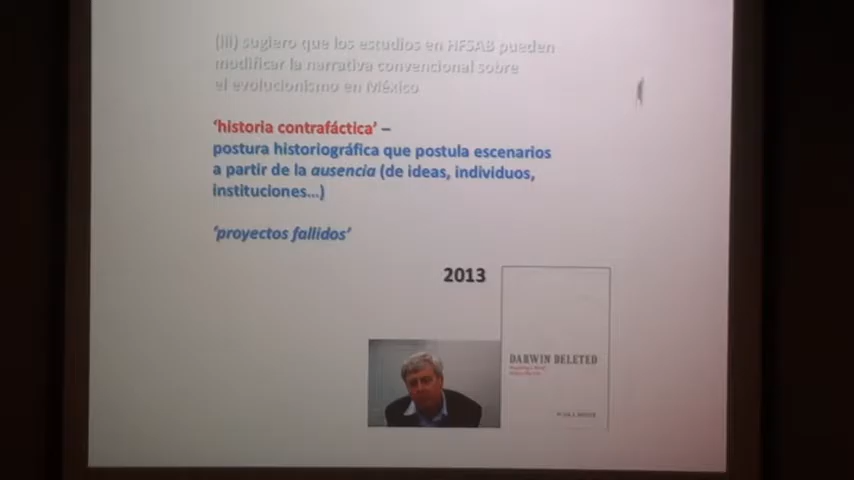 (iii) sugiero que los estudios en HFSAB pueden
modificar la narrativa convencional sobre
el evolucionismo en México
‘historia contrafáctica’ –
postura historiográfica que postula escenarios
a partir de la ausencia (de ideas, individuos,
instituciones...)
‘proyectos fallidos’
2013
DARWIN DELETED